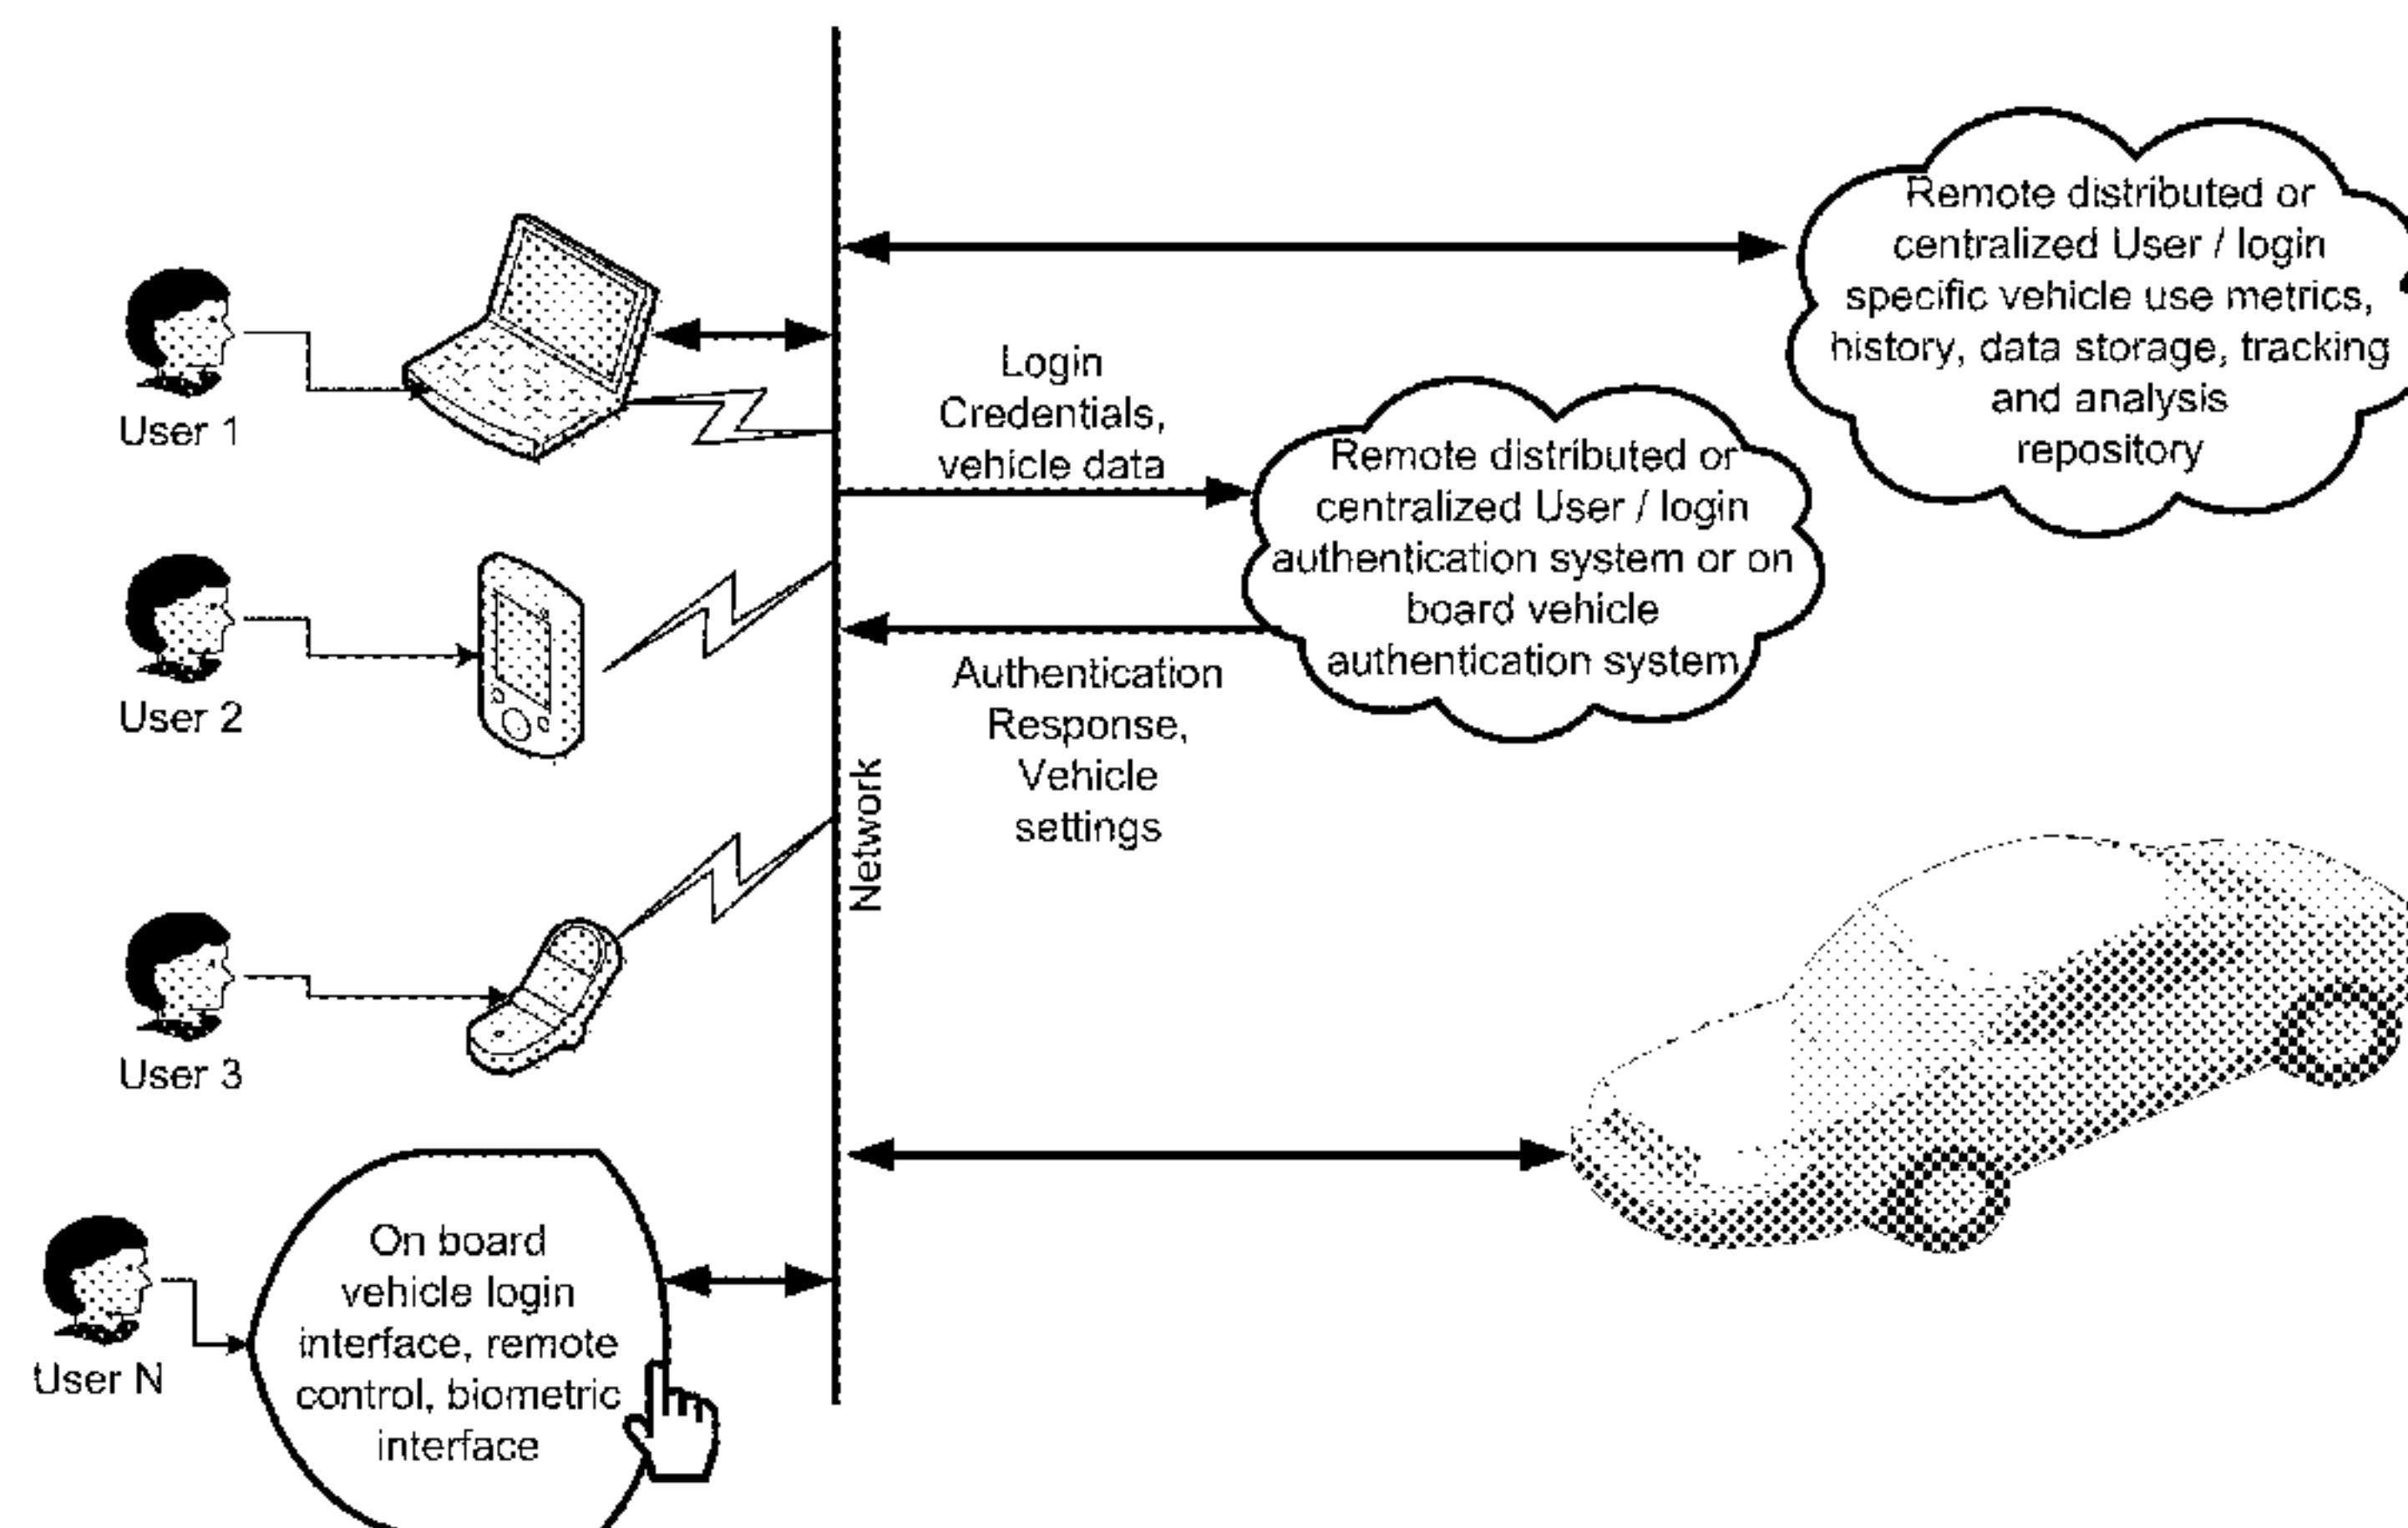 Remote distributed or
centralized User / login
specific vehicle use metrics,
history, data storage, tracking
and analysis
repository
User 1
Login
Credentials,
vehicle data
Remote distributed or
centralized User / login
authentication system or on
board vehicle
authentication system
User 2
Authentication
Response,
Vehicle
settings
Network
User 3
On board
vehicle login
interface, remote
control, biometric
interface
User N